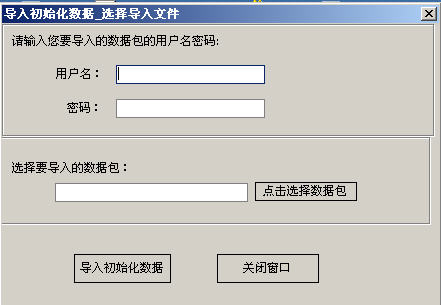 导入初始化数据_选择导入文件
请输入您要导入的数据包的用户名密码:
用户名：
密码：
选择要导入的数据包：
点击选择数据包
导入初始化数据 关闭窗口